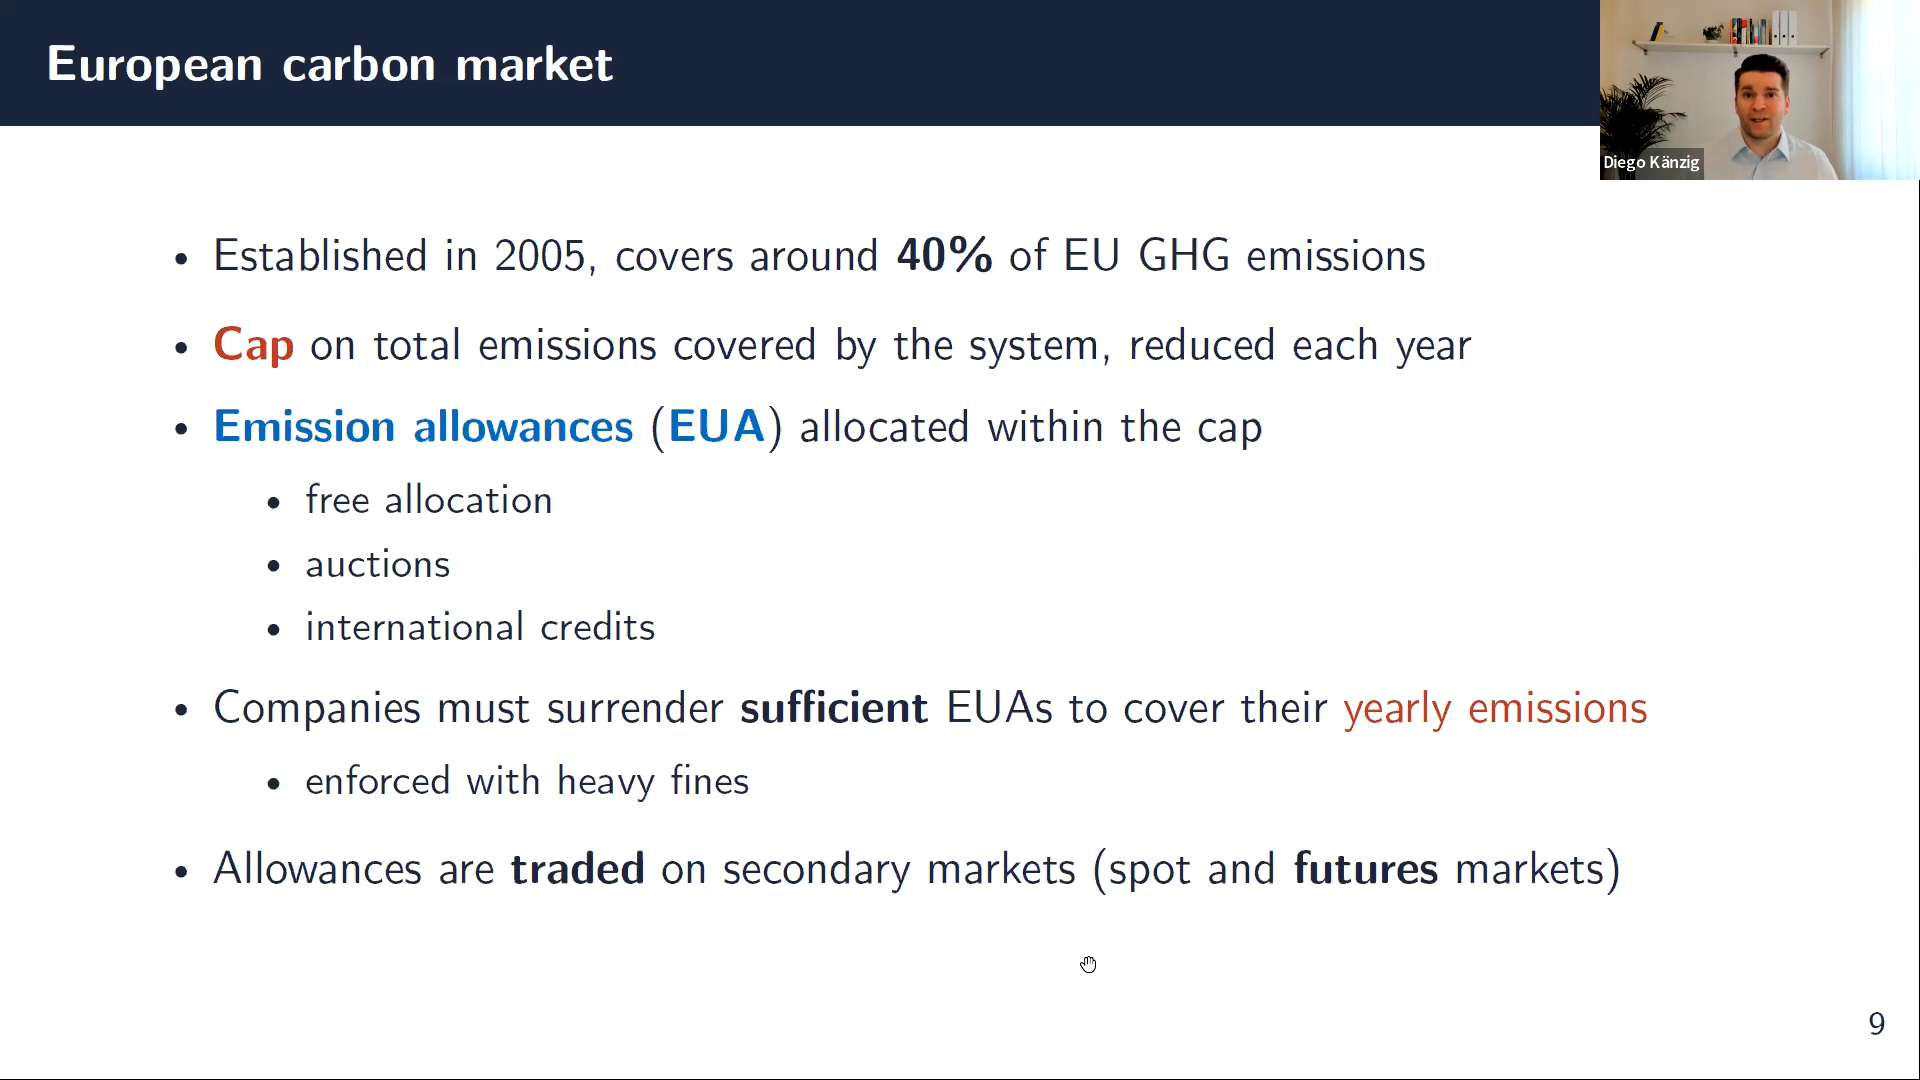 European carbon market
Diego Känzig
• Established in 2005, covers around 40% of EU GHG emissions
• Cap on total emissions covered by the system, reduced each year
• Emission allowances (EUA) allocated within the cap
• free allocation
• auctions
• international credits
• Companies must surrender sufficient EUAs to cover their yearly emissions
• enforced with heavy fines
• Allowances are traded on secondary markets (spot and futures markets)
9